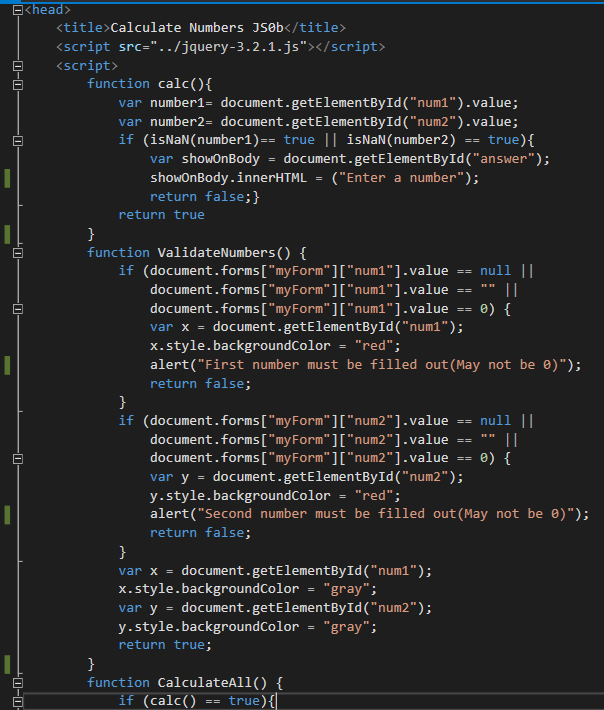 <head>
    <title>Calculate Numbers JS0b</title>
    <script src="../jquery-3.2.1.js"></script>
    <script>
        function calc(){
            var number1= document.getElementById("num1").value;
            var number2= document.getElementById("num2").value;
            if (isNaN(number1)== true || isNaN(number2) == true){
                var showOnBody = document.getElementById("answer");
                showOnBody.innerHTML = ("Enter a number");
                return false;}
            return true
        }
        function ValidateNumbers() {
            if (document.forms["myForm"]["num1"].value == null ||
                document.forms["myForm"]["num1"].value == "" ||
                document.forms["myForm"]["num1"].value == 0) {
                var x = document.getElementById("num1");
                x.style.backgroundColor = "red";
                alert("First number must be filled out(May not be 0)");
                return false;
            }
            if (document.forms["myForm"]["num2"].value == null ||
                document.forms["myForm"]["num2"].value == "" ||
                document.forms["myForm"]["num2"].value == 0) {
                var y = document.getElementById("num2");
                y.style.backgroundColor = "red";
                alert("Second number must be filled out(May not be 0)");
                return false;
            }
            var x = document.getElementById("num1");
            x.style.backgroundColor = "gray";
            var y = document.getElementById("num2");
            y.style.backgroundColor = "gray";
            return true;
        }
        function CalculateAll() {
            if (calc() == true){